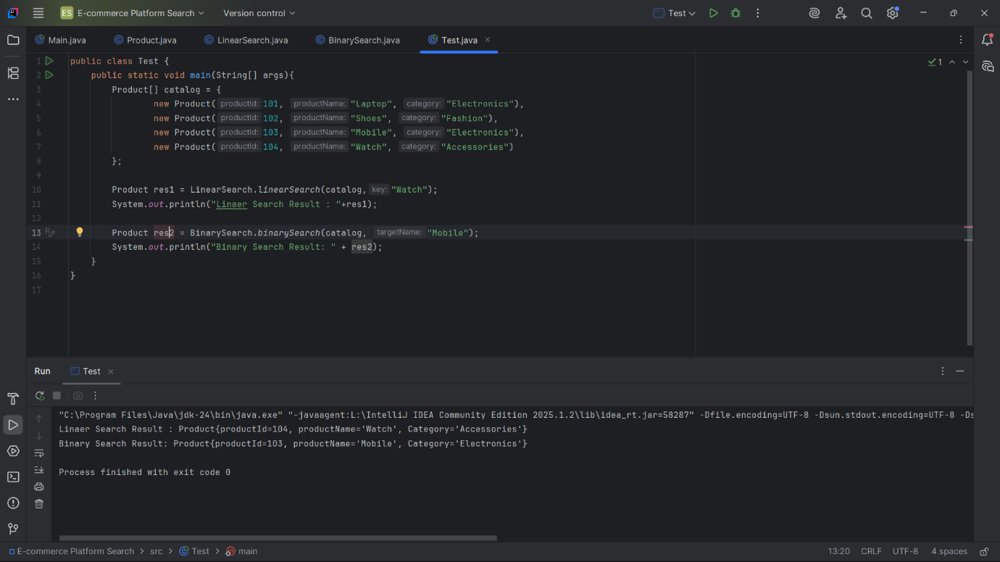 ES E-commerce Platform Search Version control Test
Main.java Product.java LinearSearch.java BinarySearch.java Test.java
1 public class Test {
2 public static void main(String[] args){
3 Product[] catalog = {
4 new Product( productId: 101, productName: "Laptop", category: "Electronics"),
5 new Product( productId: 102, productName: "Shoes", category: "Fashion"),
6 new Product( productId: 103, productName: "Mobile", category: "Electronics"),
7 new Product( productId: 104, productName: "Watch", category: "Accessories")
8 };
9
10 Product res1 = LinearSearch.linearSearch(catalog, key: "Watch");
11 System.out.println("Linaer Search Result : "+res1);
12
13 Product res2 = BinarySearch.binarySearch(catalog, targetName: "Mobile");
14 System.out.println("Binary Search Result: " + res2);
15 }
16 }
17
1
Run Test
"C:\Program Files\Java\jdk-24\bin\java.exe" "-javaagent:L:\IntelliJ IDEA Community Edition 2025.1.2\lib\idea_rt.jar=58287" -Dfile.encoding=UTF-8 -Dsun.stdout.encoding=UTF-8 -Ds
Linaer Search Result : Product{productId=104, productName='Watch', Category='Accessories'}
Binary Search Result: Product{productId=103, productName='Mobile', Category='Electronics'}
Process finished with exit code 0
E-commerce Platform Search > src > Test > main 13:20 CRLF UTF-8 4 spaces